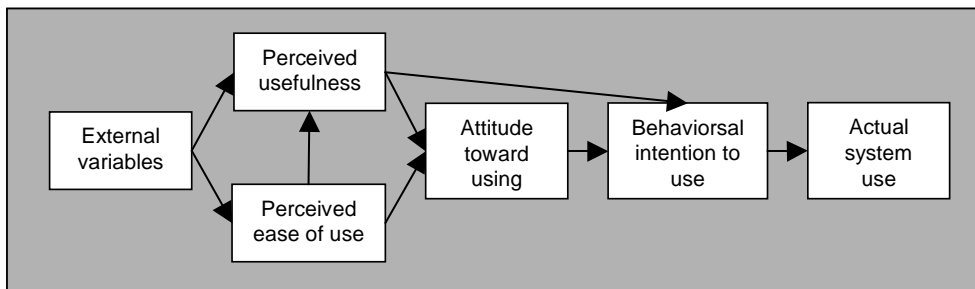 Perceived
usefulness
External
variables
Perceived
ease of use
Attitude
toward
using
Behaviorsal
intention to
use
Actual
system
use